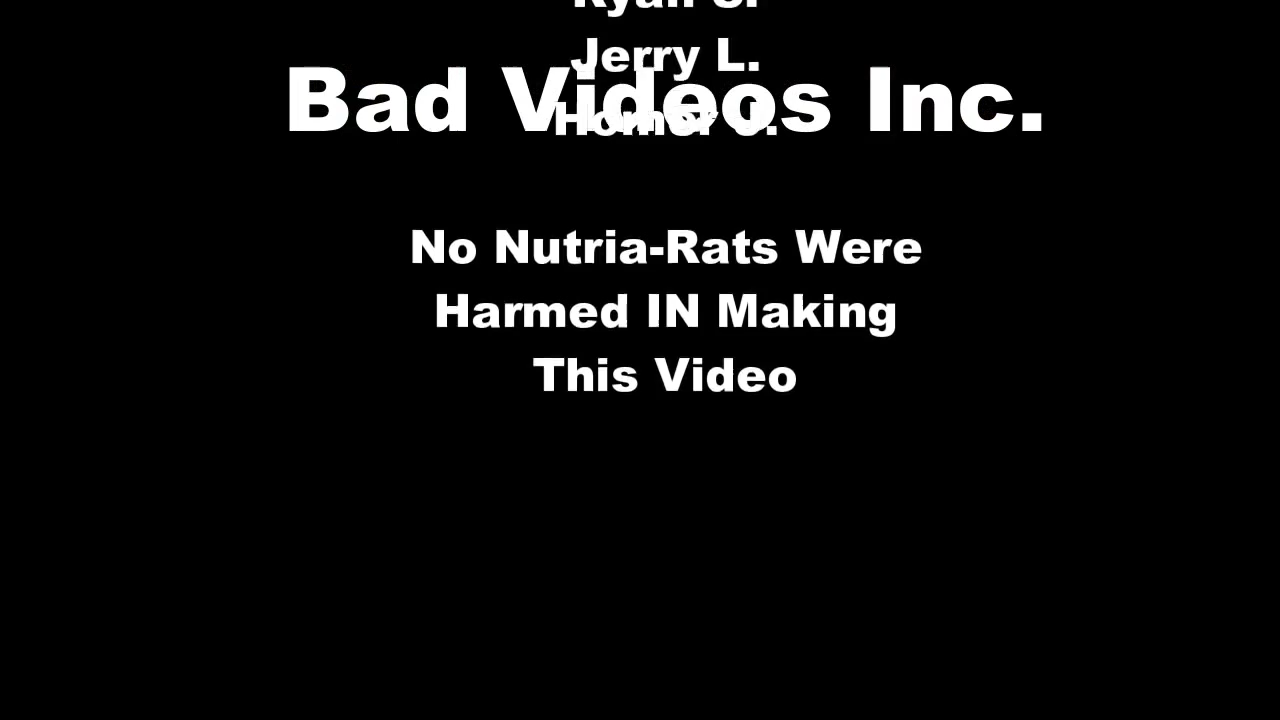 Jerry L.
Bad Videos Inc.
No Nutria-Rats Were
Harmed IN Making
This Video